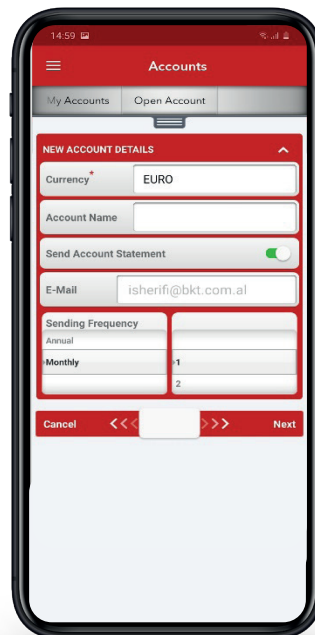 14:59
Accounts
My Accounts Open Account
NEW ACCOUNT DETAILS
Currency* EURO
Account Name
Send Account Statement
E-Mail isherifi@bkt.com.al
Sending Frequency
Annual
Monthly 1
2
Cancel <<< >>> Next